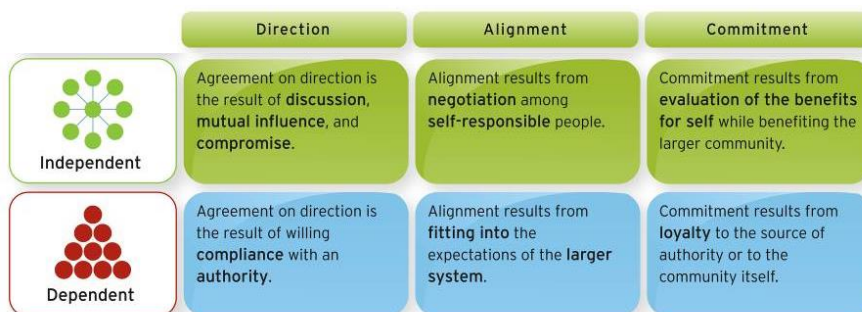 Direction
Alignment
Commitment
Independent
Agreement on direction is
the result of discussion,
mutual influence, and
compromise.
Alignment results from
negotiation among
self-responsible people.
Commitment results from
evaluation of the benefits
for self while benefiting the
larger community.
Dependent
Agreement on direction is
the result of willing
compliance with an
authority.
Alignment results from
fitting into the
expectations of the larger
system.
Commitment results from
loyalty to the source of
authority or to the
community itself.